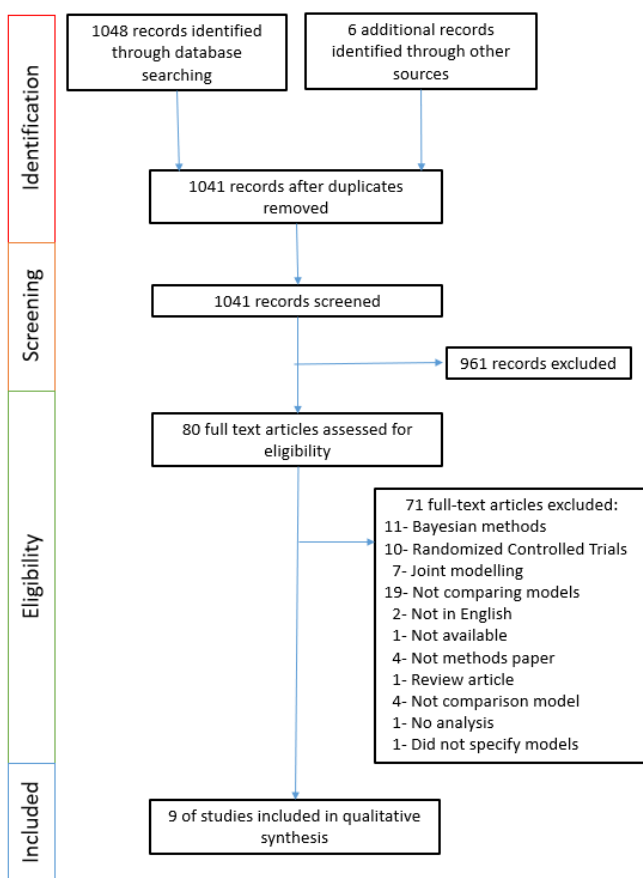 Identification
1048 records identified
through database
searching
6 additional records
identified through other
sources
1041 records after duplicates
removed
Screening
1041 records screened
961 records excluded
Eligibility
80 full text articles assessed for
eligibility
71 full-text articles excluded:
11- Bayesian methods
10- Randomized Controlled Trials
7- Joint modelling
19- Not comparing models
2- Not in English
1- Not available
4- Not methods paper
1- Review article
4- Not comparison model
1- No analysis
1- Did not specify models
Included
9 of studies included in qualitative
synthesis